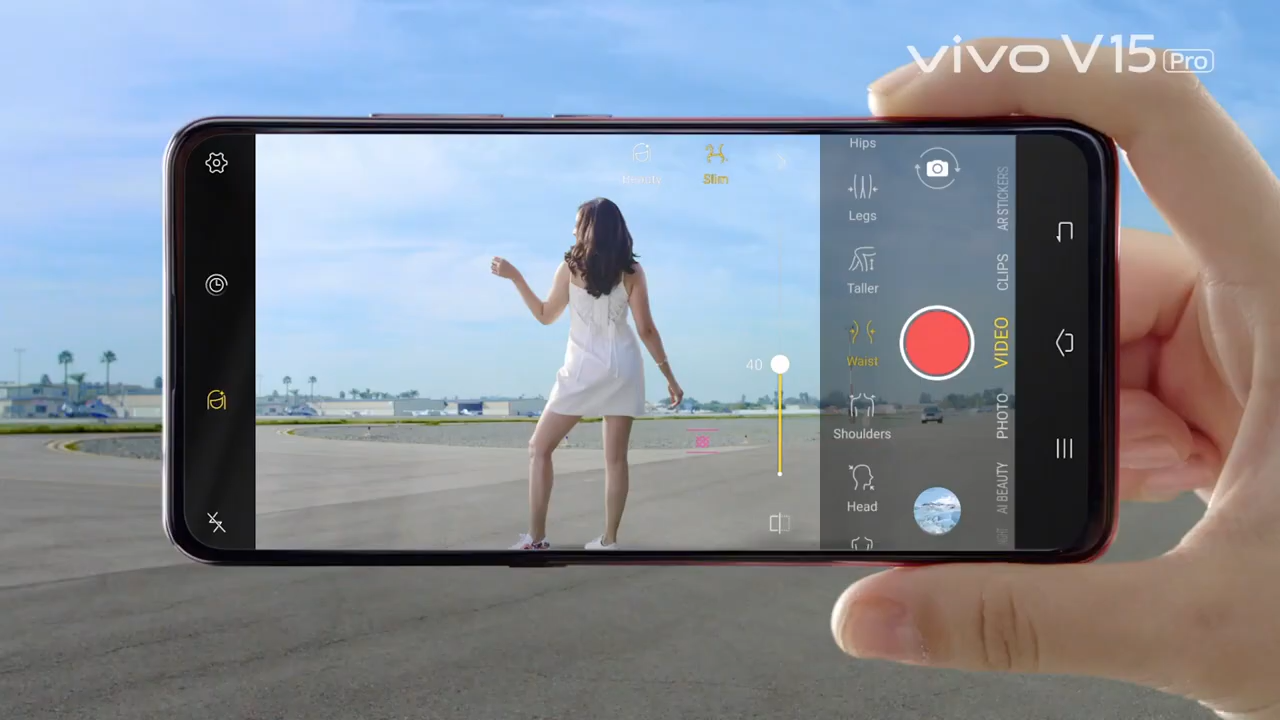 vivo V15 Pro
Beauty
Slim
40
Hips
Legs
Taller
Waist
Shoulders
Head
AR STICKERS
CLIPS
VIDEO
PHOTO
AI BEAUTY